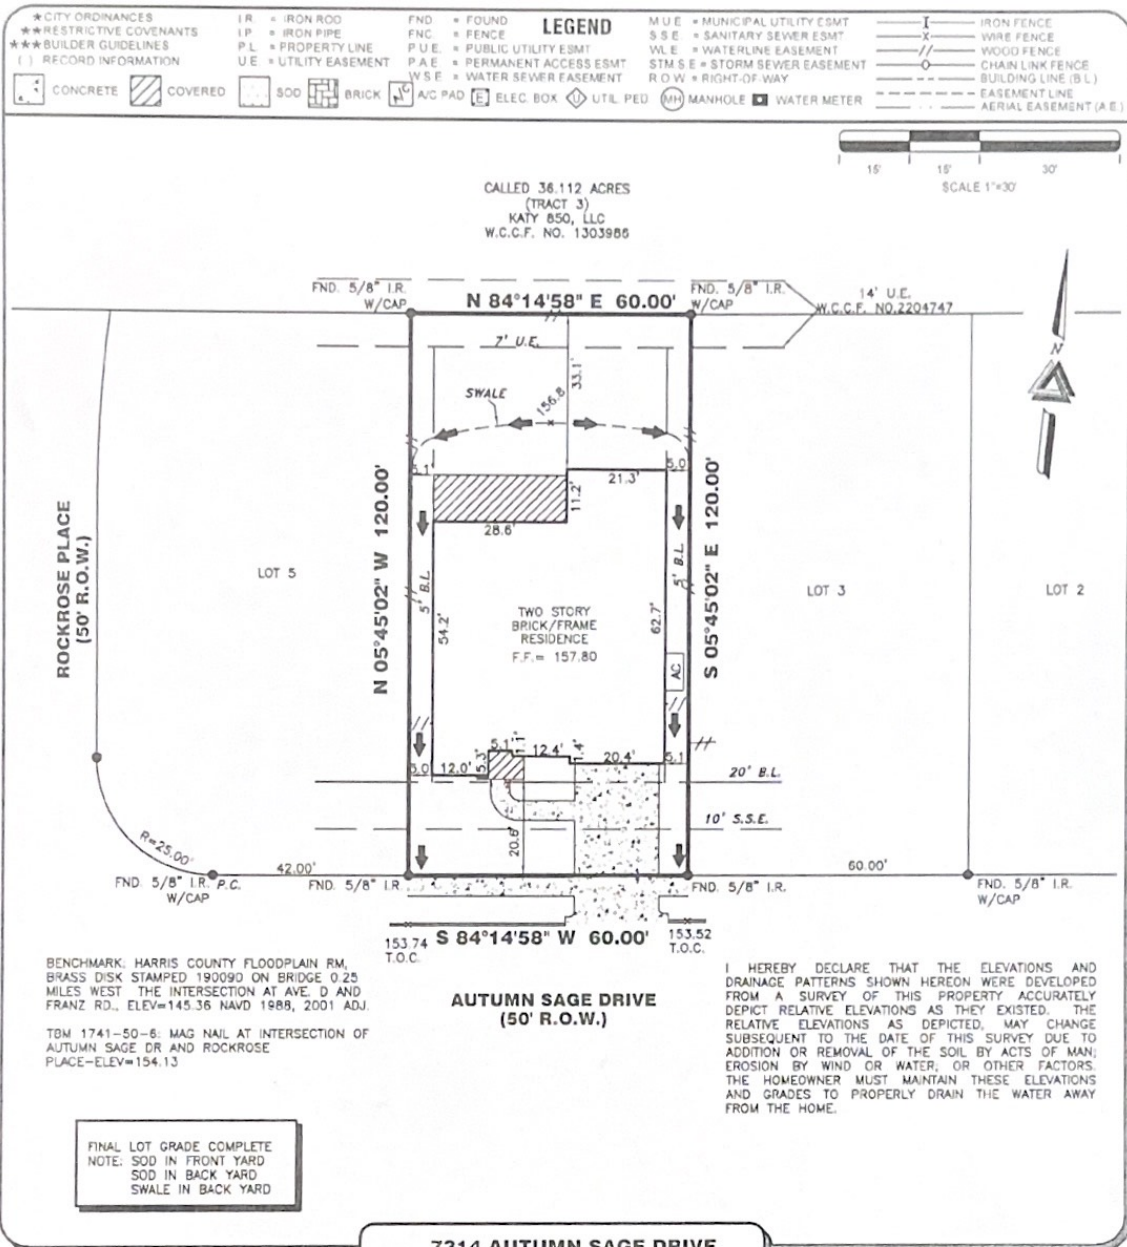 LEGEND
★ CITY ORDINANCES
★★ RESTRICTIVE COVENANTS
★★★ BUILDER GUIDELINES
( ) RECORD INFORMATION
I R = IRON ROD
I P = IRON PIPE
P L = PROPERTY LINE
U E = UTILITY EASEMENT
FND = FOUND
FNC = FENCE
P U E = PUBLIC UTILITY ESMT
P A E = PERMANENT ACCESS ESMT
W S E = WATER SEWER EASEMENT
M U E = MUNICIPAL UTILITY ESMT
S S E = SANITARY SEWER ESMT
W L E = WATERLINE EASEMENT
STM S E = STORM SEWER EASEMENT
R O W = RIGHT-OF-WAY
I IRON FENCE
X WIRE FENCE
// WOOD FENCE
CHAIN LINK FENCE
BUILDING LINE (B L)
EASEMENT LINE
AERIAL EASEMENT (A E)
CONCRETE
COVERED
SOD
BRICK
A/C PAD
E ELEC. BOX
U UTIL PED
MH MANHOLE
WATER METER
15' 15' 30'
SCALE 1"=30'
CALLED 36.112 ACRES
(TRACT 3)
KATY 850, LLC
W.C.C.F. NO. 1303986
FND. 5/8" I.R.
W/CAP
N 84°14'58" E 60.00'
FND. 5/8" I.R.
W/CAP
14' U.E.
W.C.C.F. NO.2204747
7' U.E.
33.1'
N
SWALE
156.8
5.1'
21.3'
5.0
11.2'
28.6'
N 05°45'02" W 120.00'
S 05°45'02" E 120.00'
ROCKROSE PLACE
(50' R.O.W.)
LOT 5
5' B.L.
54.2'
TWO STORY
BRICK/FRAME
RESIDENCE
F.F.= 157.80
62.7'
5' B.L.
AC
LOT 3
LOT 2
5.0
12.0'
5.3'
5.1'
1.1'
12.4'
1.4'
20.4'
5.1
20' B.L.
10' S.S.E.
20.6'
R=25.00'
42.00'
60.00'
FND. 5/8" I.R. P.C.
W/CAP
FND. 5/8" I.R.
FND. 5/8" I.R.
FND. 5/8" I.R.
W/CAP
153.74
T.O.C.
S 84°14'58" W 60.00'
153.52
T.O.C.
AUTUMN SAGE DRIVE
(50' R.O.W.)
BENCHMARK: HARRIS COUNTY FLOODPLAIN RM,
BRASS DISK STAMPED 190090 ON BRIDGE 0.25
MILES WEST THE INTERSECTION AT AVE. D AND
FRANZ RD., ELEV=145.36 NAVD 1988, 2001 ADJ.
TBM 1741-50-6: MAG NAIL AT INTERSECTION OF
AUTUMN SAGE DR AND ROCKROSE
PLACE-ELEV=154.13
I HEREBY DECLARE THAT THE ELEVATIONS AND
DRAINAGE PATTERNS SHOWN HEREON WERE DEVELOPED
FROM A SURVEY OF THIS PROPERTY ACCURATELY
DEPICT RELATIVE ELEVATIONS AS THEY EXISTED. THE
RELATIVE ELEVATIONS AS DEPICTED, MAY CHANGE
SUBSEQUENT TO THE DATE OF THIS SURVEY DUE TO
ADDITION OR REMOVAL OF THE SOIL BY ACTS OF MAN;
EROSION BY WIND OR WATER; OR OTHER FACTORS.
THE HOMEOWNER MUST MAINTAIN THESE ELEVATIONS
AND GRADES TO PROPERLY DRAIN THE WATER AWAY
FROM THE HOME.
FINAL LOT GRADE COMPLETE
NOTE: SOD IN FRONT YARD
SOD IN BACK YARD
SWALE IN BACK YARD
7214 AUTUMN SAGE DRIVE